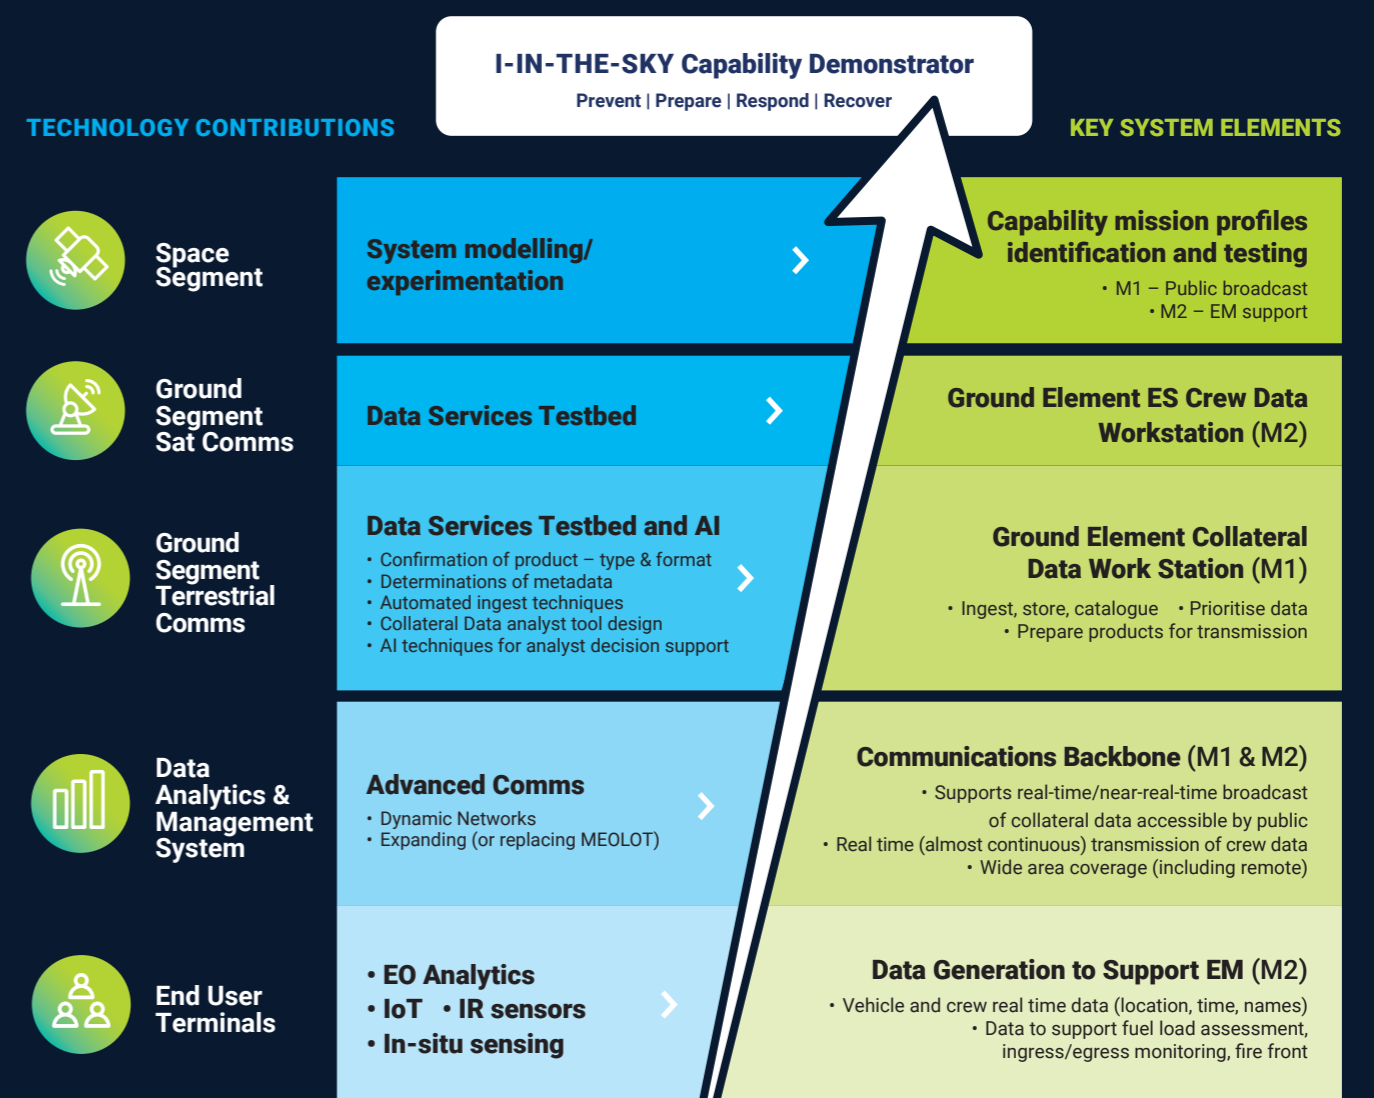 I-IN-THE-SKY Capability Demonstrator
Prevent | Prepare | Respond | Recover
TECHNOLOGY CONTRIBUTIONS
KEY SYSTEM ELEMENTS
Space
Segment
System modelling/
experimentation
Capability mission profiles
identification and testing
• M1 – Public broadcast
• M2 – EM support
Ground
Segment
Sat Comms
Data Services Testbed
Ground Element ES Crew Data
Workstation (M2)
Ground
Segment
Terrestrial
Comms
Data Services Testbed and AI
• Confirmation of product – type & format
• Determinations of metadata
• Automated ingest techniques
• Collateral Data analyst tool design
• AI techniques for analyst decision support
Ground Element Collateral
Data Work Station (M1)
• Ingest, store, catalogue • Prioritise data
• Prepare products for transmission
Data
Analytics &
Management
System
Advanced Comms
• Dynamic Networks
• Expanding (or replacing MEOLOT)
Communications Backbone (M1 & M2)
• Supports real-time/near-real-time broadcast
of collateral data accessible by public
• Real time (almost continuous) transmission of crew data
• Wide area coverage (including remote)
End User
Terminals
• EO Analytics
• IoT • IR sensors
• In-situ sensing
Data Generation to Support EM (M2)
• Vehicle and crew real time data (location, time, names)
• Data to support fuel load assessment,
ingress/egress monitoring, fire front